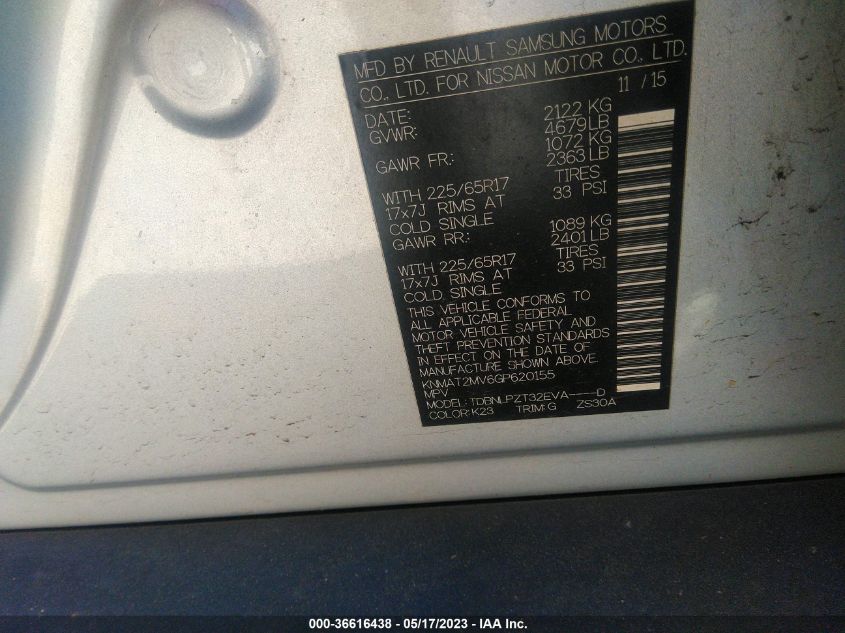 MFD BY RENAULT SAMSUNG MOTORS
CO., LTD. FOR NISSAN MOTOR CO., LTD.
DATE: 11 / 15
GVWR: 2122 KG
4679 LB
GAWR FR.: 1072 KG
2363 LB
WITH 225/65R17 TIRES
17x7J RIMS AT 33 PSI
COLD SINGLE
GAWR RR.: 1089 KG
2401 LB
WITH 225/65R17 TIRES
17x7J RIMS AT 33 PSI
COLD SINGLE
THIS VEHICLE CONFORMS TO
ALL APPLICABLE FEDERAL
MOTOR VEHICLE SAFETY AND
THEFT PREVENTION STANDARDS
IN EFFECT ON THE DATE OF
MANUFACTURE SHOWN ABOVE.
KNMAT2MV6GP620155
MPV
MODEL: TDBNLPZT32EVA----D
COLOR: K23 TRIM: G ZS30A
000-36616438 - 05/17/2023 - IAA Inc.